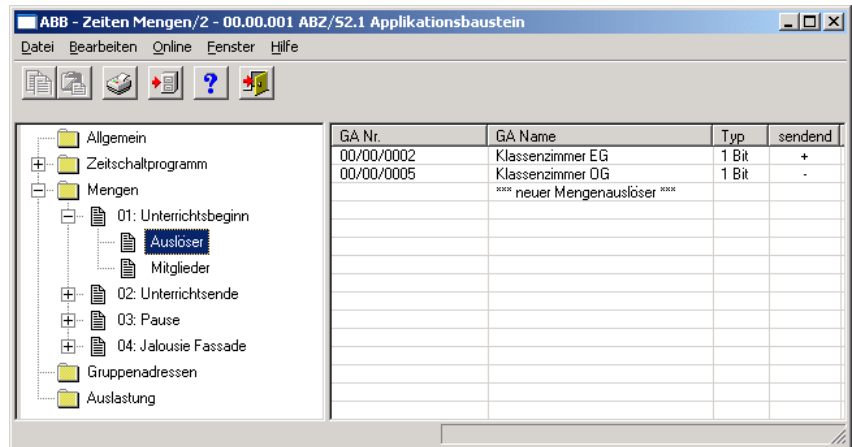 ABB - Zeiten Mengen/2 - 00.00.001 ABZ/S2.1 Applikationsbaustein
Datei Bearbeiten Online Fenster Hilfe
Allgemein
Zeitschaltprogramm
Mengen
01: Unterrichtsbeginn
Auslöser
Mitglieder
02: Unterrichtsende
03: Pause
04: Jalousie Fassade
Gruppenadressen
Auslastung
GA Nr. GA Name Typ sendend
00/00/0002 Klassenzimmer EG 1 Bit +
00/00/0005 Klassenzimmer OG 1 Bit -
*** neuer Mengenauslöser ***